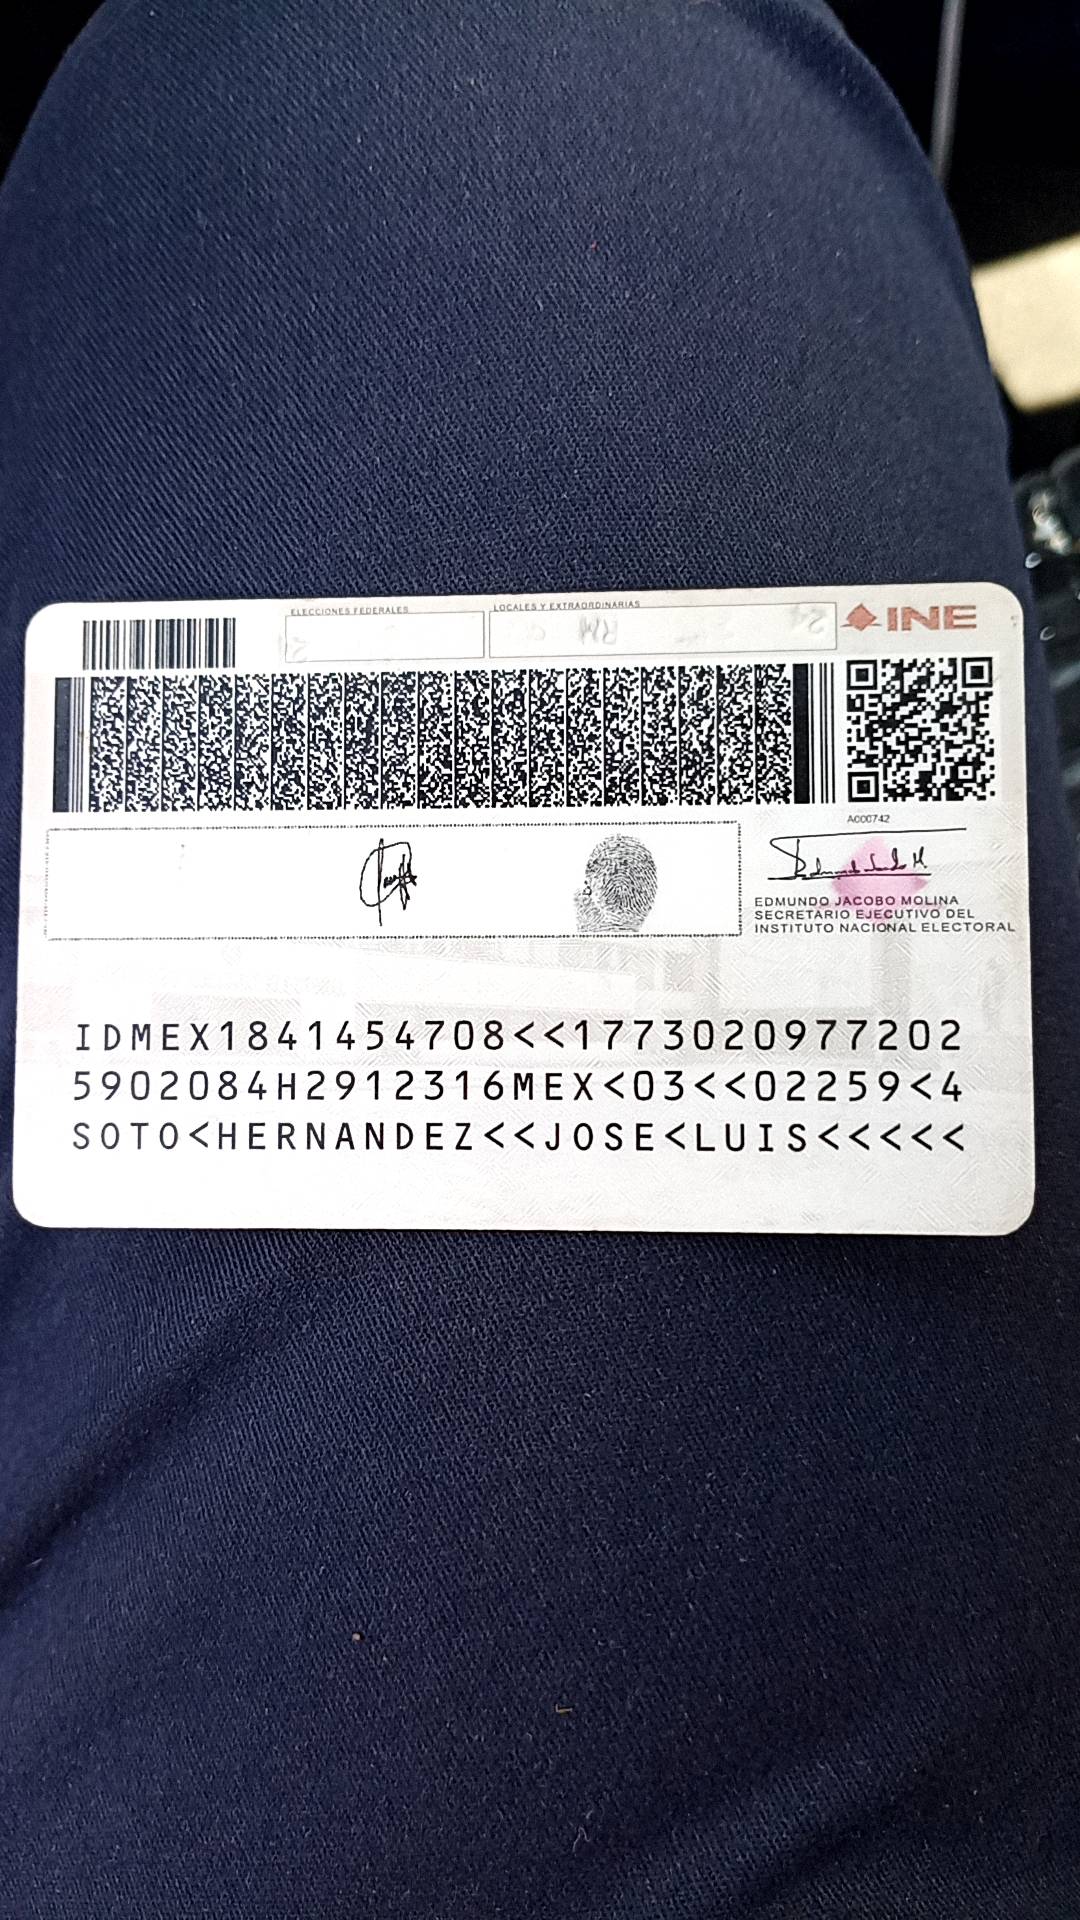 ELECCIONES FEDERALES
LOCALES Y EXTRAORDINARIAS
INE
A000742
EDMUNDO JACOBO MOLINA
SECRETARIO EJECUTIVO DEL
INSTITUTO NACIONAL ELECTORAL
IDMEX1841454708<<1773020977202
5902084H2912316MEX<03<<02259<4
SOTO<HERNANDEZ<<JOSE<LUIS<<<<<